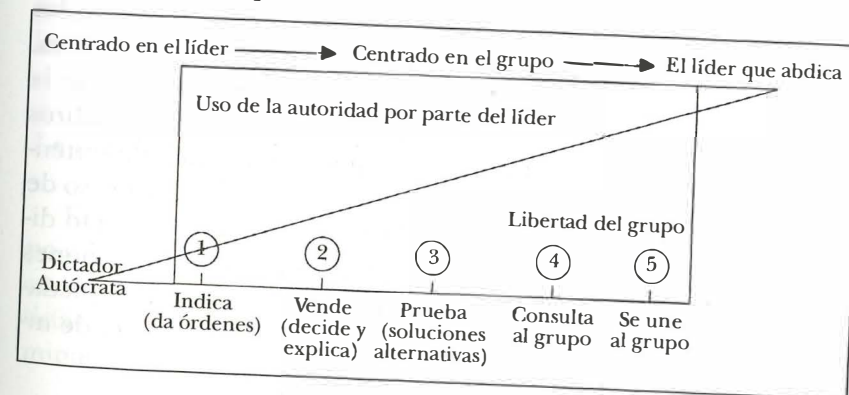 Centrado en el líder Centrado en el grupo El líder que abdica
Uso de la autoridad por parte del líder
Libertad del grupo
1 2 3 4 5
Dictador
Autócrata
Indica
(da órdenes)
Vende
(decide y
explica)
Prueba
(soluciones
alternativas)
Consulta
al grupo
Se une
al grupo